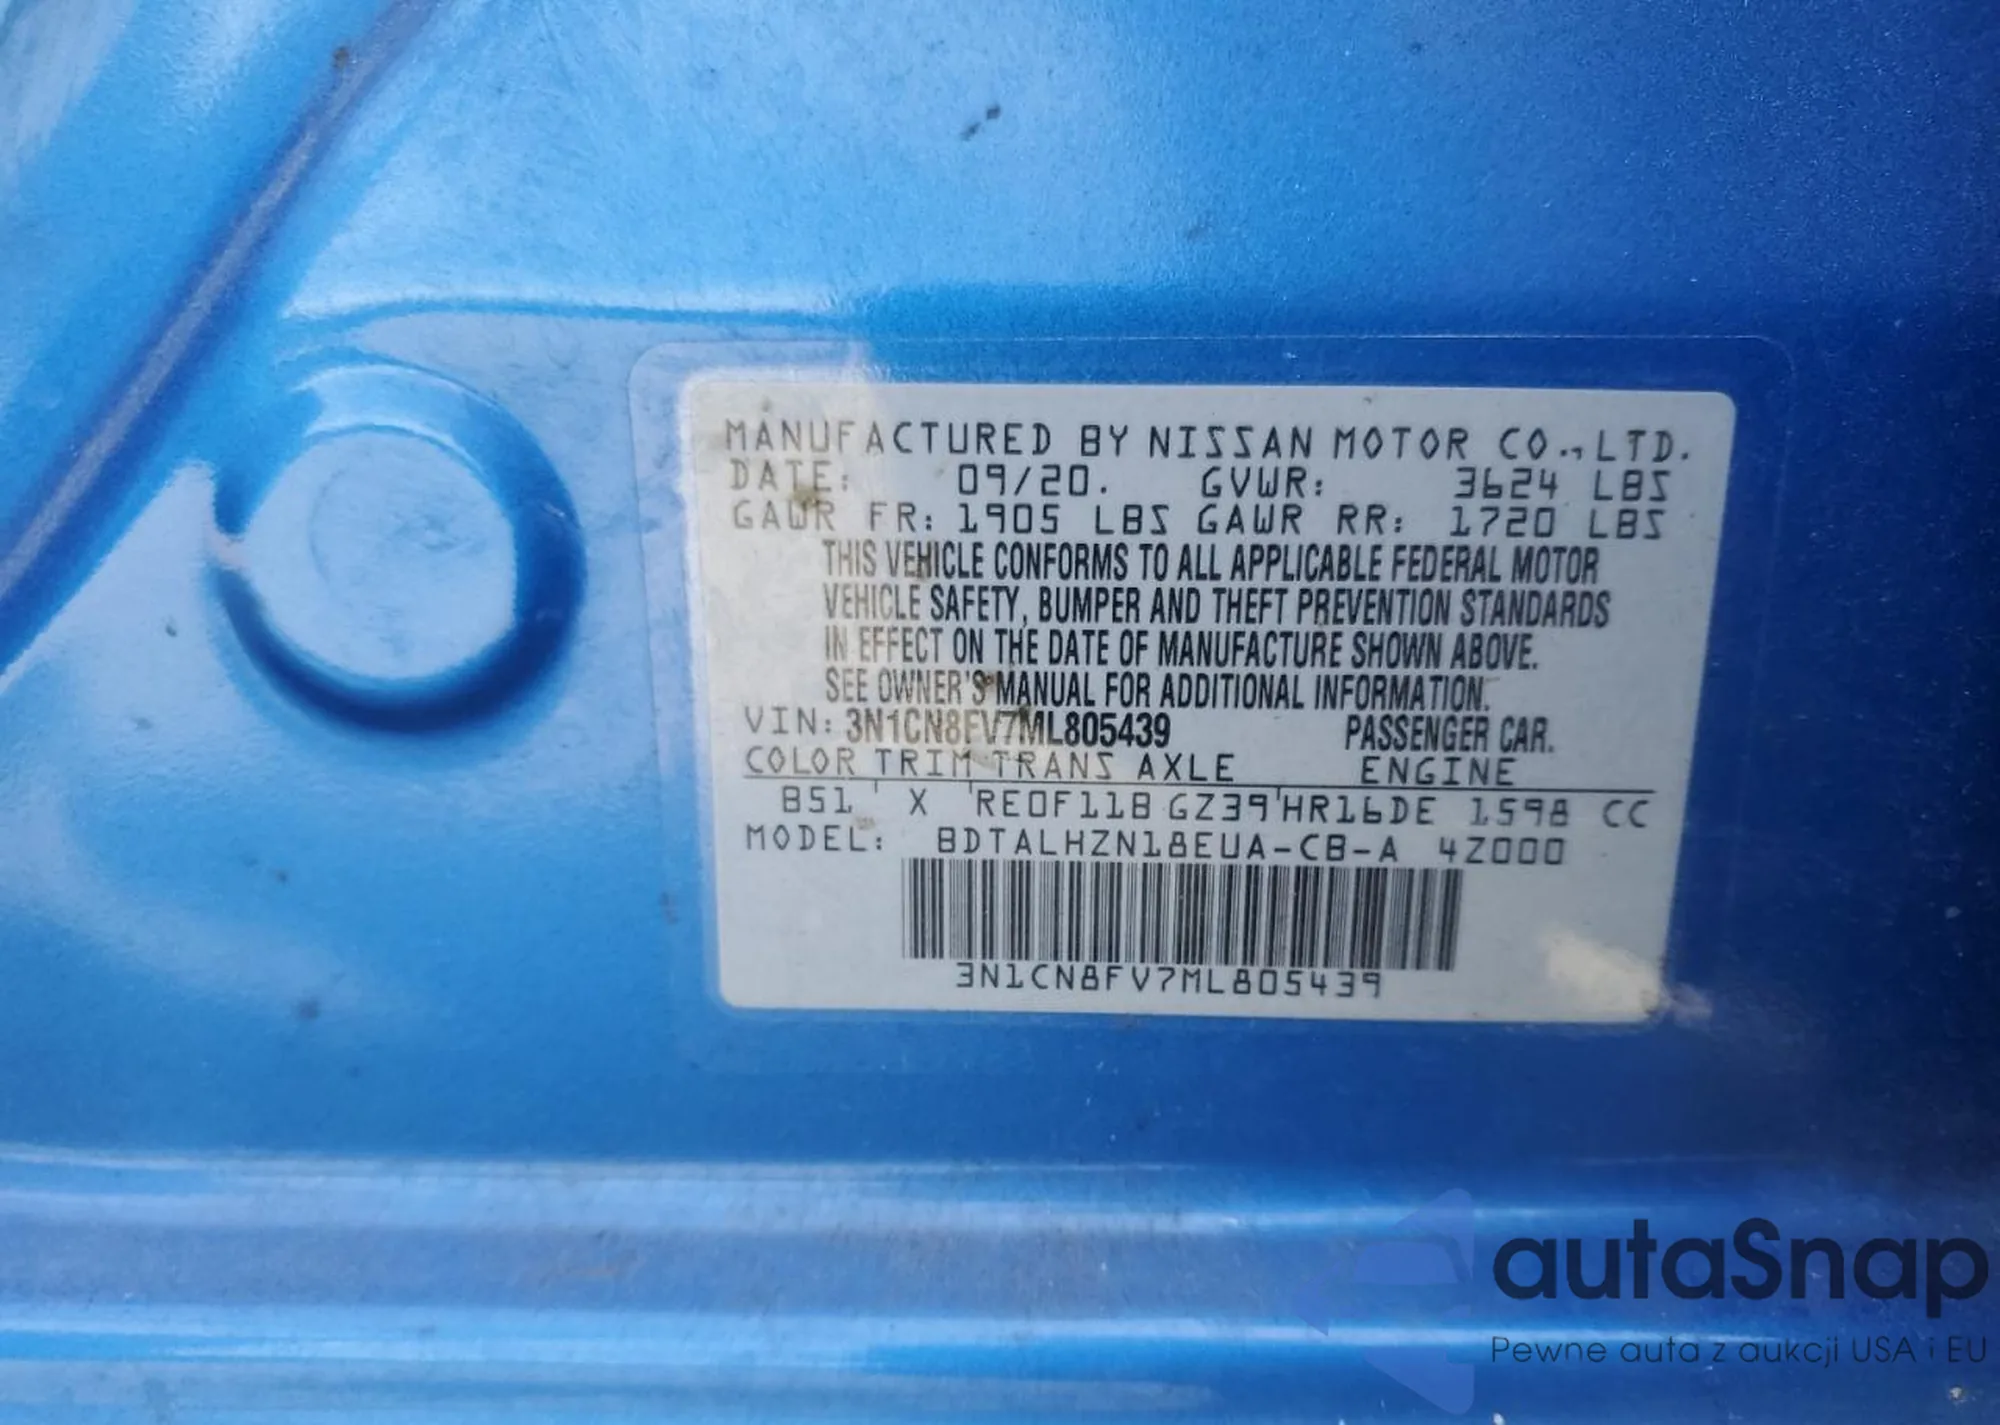 MANUFACTURED BY NISSAN MOTOR CO., LTD.
DATE: 09/20. GVWR: 3624 LBS
GAWR FR: 1905 LBS GAWR RR: 1720 LBS
THIS VEHICLE CONFORMS TO ALL APPLICABLE FEDERAL MOTOR
VEHICLE SAFETY, BUMPER AND THEFT PREVENTION STANDARDS
IN EFFECT ON THE DATE OF MANUFACTURE SHOWN ABOVE.
SEE OWNER'S MANUAL FOR ADDITIONAL INFORMATION.
VIN: 3N1CN8FV7ML805439 PASSENGER CAR.
COLOR TRIM TRANS AXLE ENGINE
B51 X RE0F11B GZ39 HR16DE 1598 CC
MODEL: BDTALHZN18EUA-CB-A 4Z000
3N1CN8FV7ML805439
autaSnap
Pewne auta z aukcji USA i EU